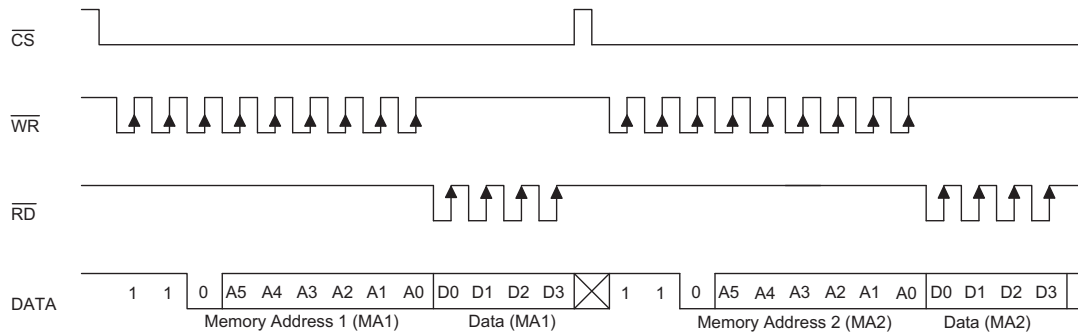 CS
WR
RD
DATA 1 1 0 A5 A4 A3 A2 A1 A0 D0 D1 D2 D3 1 1 0 A5 A4 A3 A2 A1 A0 D0 D1 D2 D3
Memory Address 1 (MA1) Data (MA1) Memory Address 2 (MA2) Data (MA2)